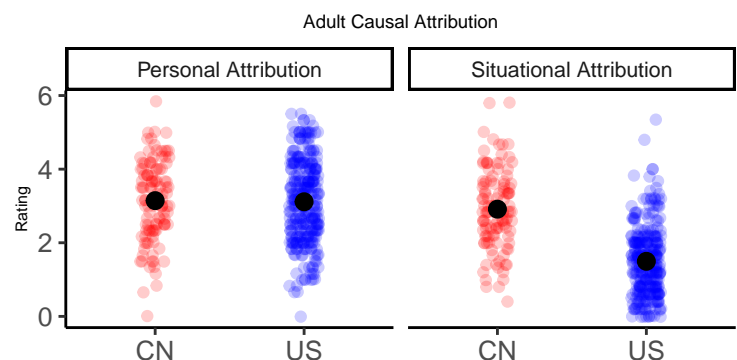 Adult Causal Attribution
Personal Attribution
Situational Attribution
Rating
6
4
2
0
CN
US
CN
US